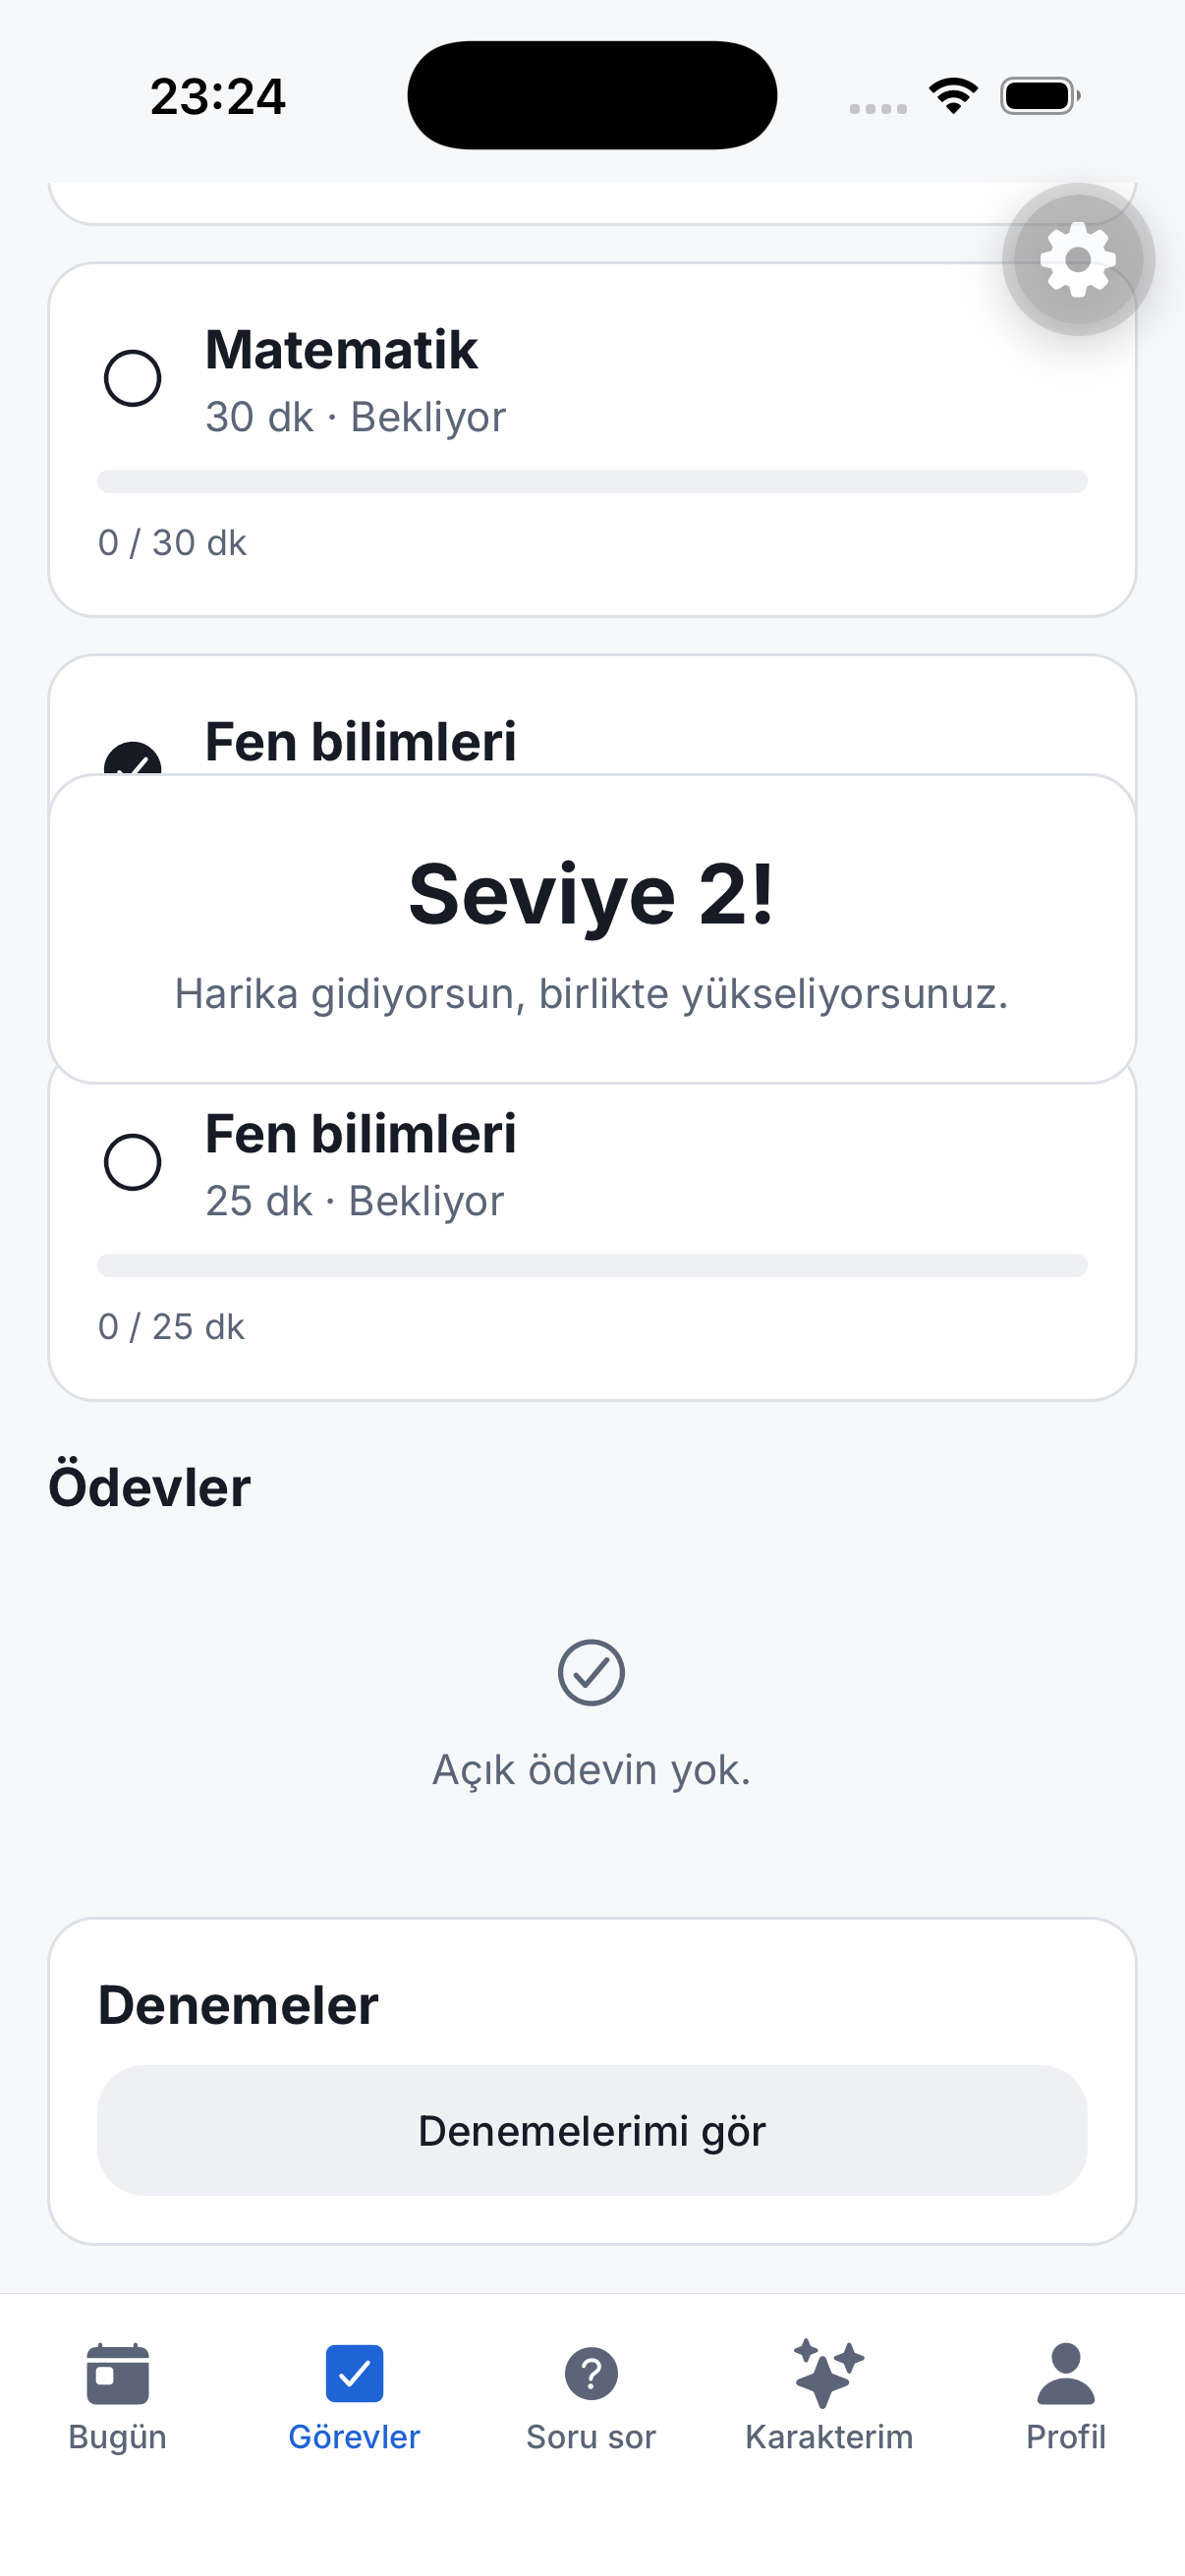 23:24
Matematik
30 dk · Bekliyor
0 / 30 dk
Fen bilimleri
Seviye 2!
Harika gidiyorsun, birlikte yükseliyorsunuz.
Fen bilimleri
25 dk · Bekliyor
0 / 25 dk
Ödevler
Açık ödevin yok.
Denemeler
Denemelerimi gör
Bugün
Görevler
Soru sor
Karakterim
Profil